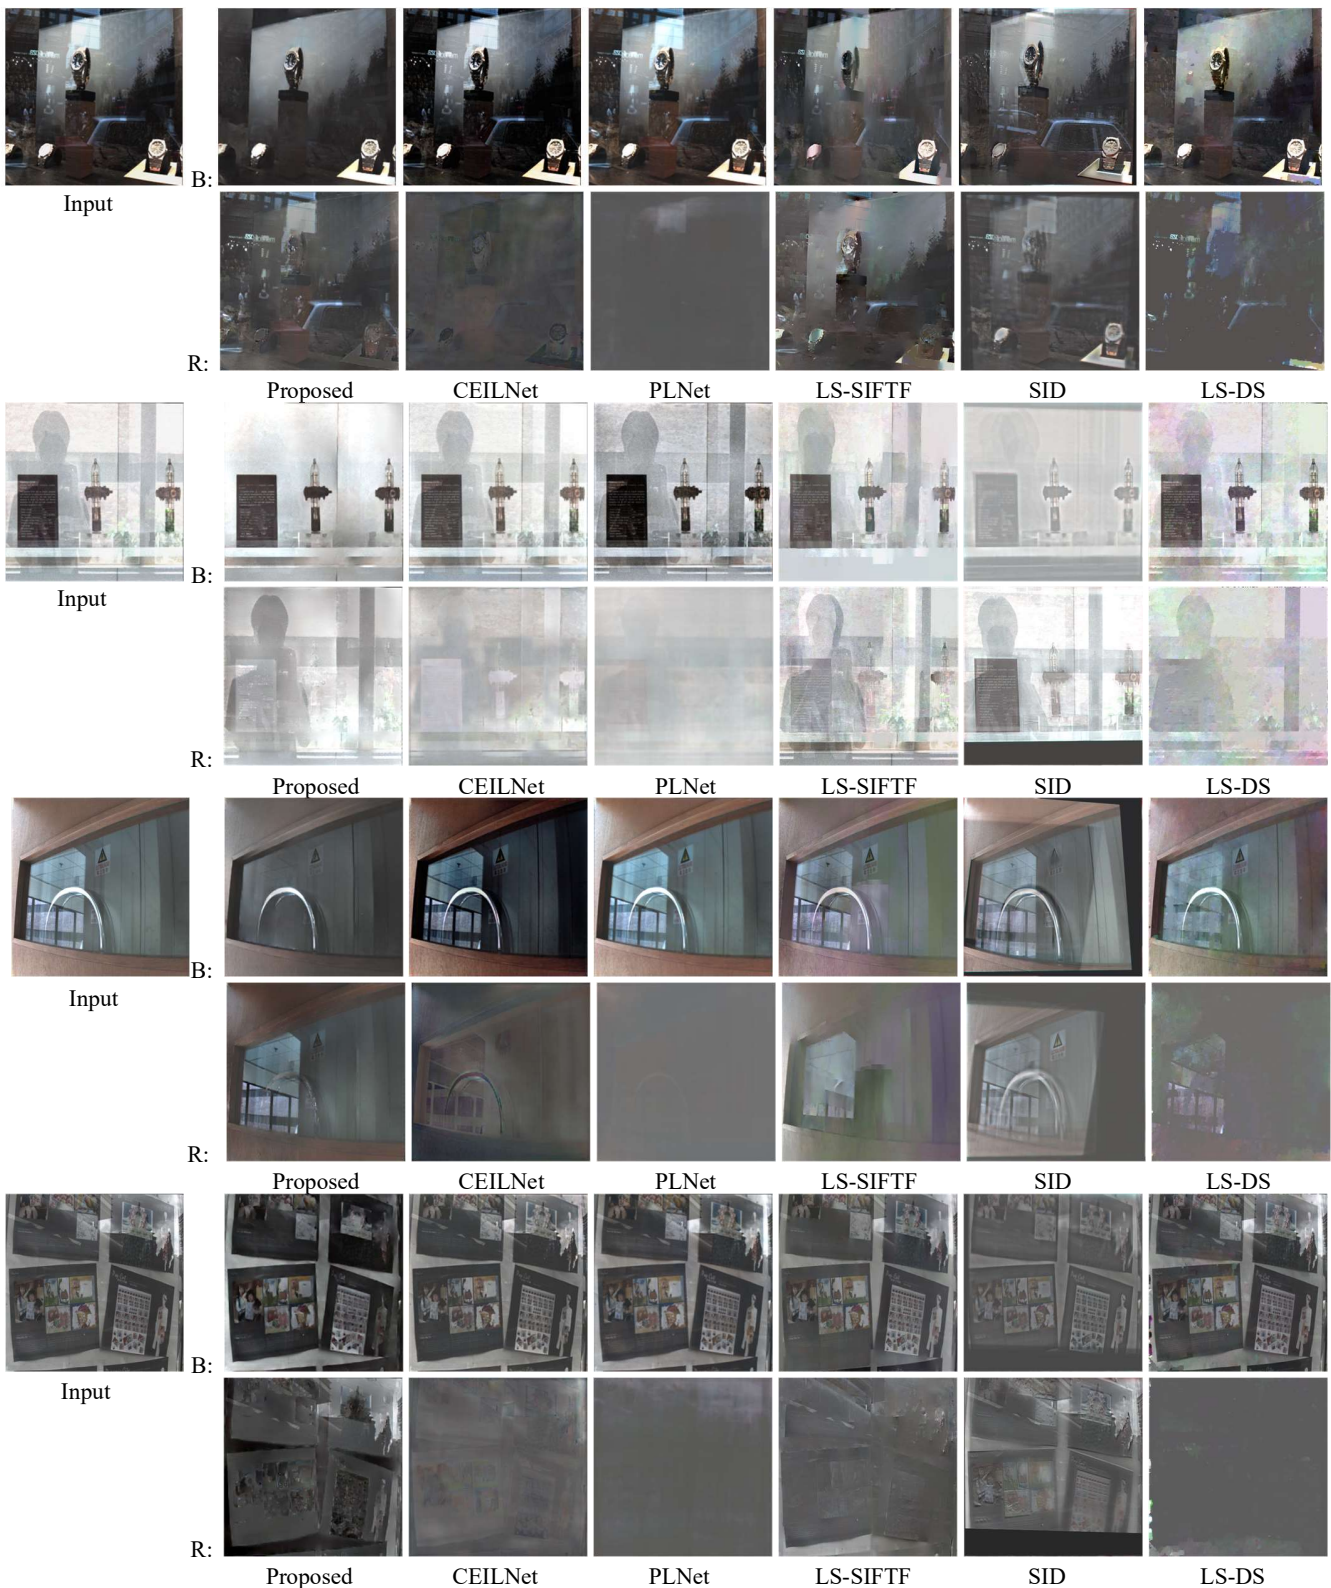 B:
Input
R:
Proposed CEILNet PLNet LS-SIFTF SID LS-DS
B:
Input
R:
Proposed CEILNet PLNet LS-SIFTF SID LS-DS
B:
Input
R:
Proposed CEILNet PLNet LS-SIFTF SID LS-DS
B:
Input
R:
Proposed CEILNet PLNet LS-SIFTF SID LS-DS